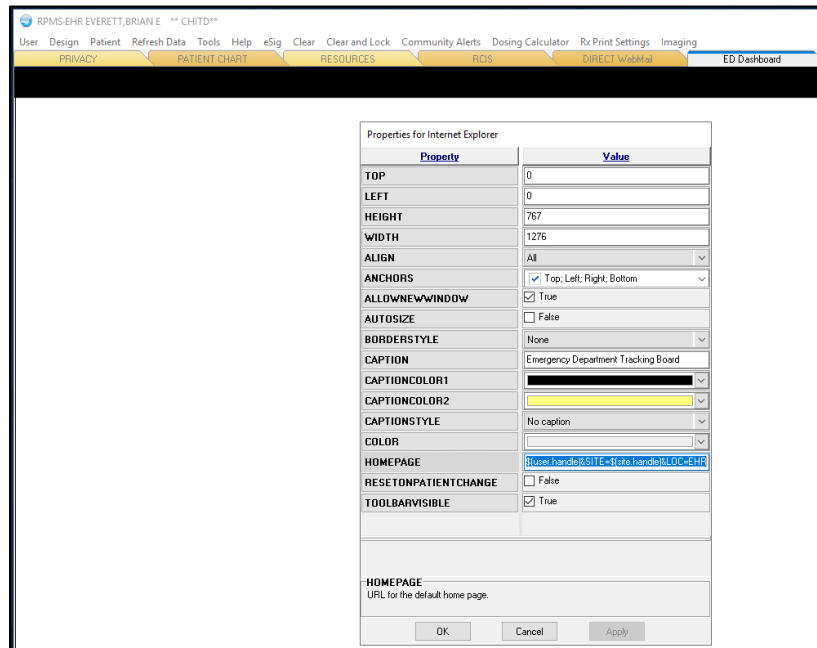 RPMS-EHR EVERETT,BRIAN E ** CHITD**
User Design Patient Refresh Data Tools Help eSig Clear Clear and Lock Community Alerts Dosing Calculator Rx Print Settings Imaging
PRIVACY PATIENT CHART RESOURCES RCIS DIRECT WebMail ED Dashboard
Properties for Internet Explorer
Property Value
TOP 0
LEFT 0
HEIGHT 767
WIDTH 1276
ALIGN All
ANCHORS Top; Left; Right; Bottom
ALLOWNEWWINDOW True
AUTOSIZE False
BORDERSTYLE None
CAPTION Emergency Department Tracking Board
CAPTIONCOLOR1
CAPTIONCOLOR2
CAPTIONSTYLE No caption
COLOR
HOMEPAGE $(user.handle)&SITE=$(site.handle)&LOC=EHR
RESETONPATIENTCHANGE False
TOOLBARVISIBLE True
HOMEPAGE
URL for the default home page.
OK Cancel Apply